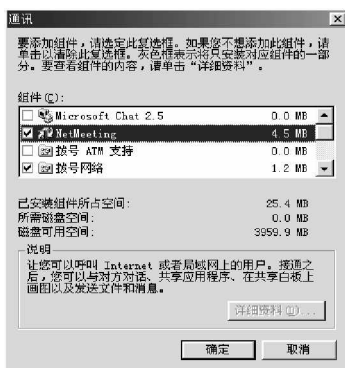 通讯
要添加组件，请选定此复选框。如果您不想添加此组件，请
单击以清除此复选框。灰色框表示将只安装对应组件的一部
分。要查看组件的内容，请单击“详细资料”。
组件(C):
Microsoft Chat 2.5 0.0 MB
NetMeeting 4.5 MB
拨号 ATM 支持 0.0 MB
拨号网络 1.2 MB
已安装组件所占空间: 25.4 MB
所需磁盘空间: 0.0 MB
磁盘可用空间: 3959.9 MB
说明
让您可以呼叫 Internet 或者局域网上的用户。接通之
后，您可以与对方对话、共享应用程序、在共享白板上
画图以及发送文件和消息。
详细资料(D)...
确定 取消